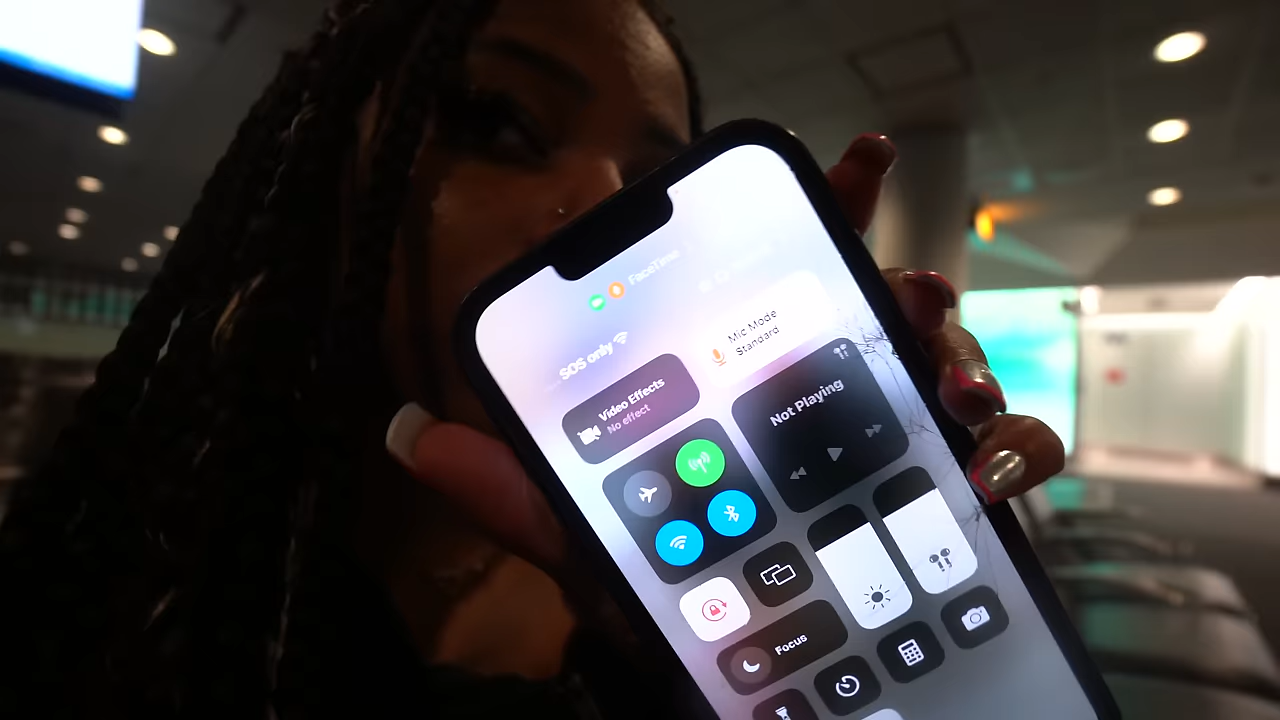 FaceTime
SOS only
Mic Mode
Standard
Video Effects
No effect
Not Playing
Focus